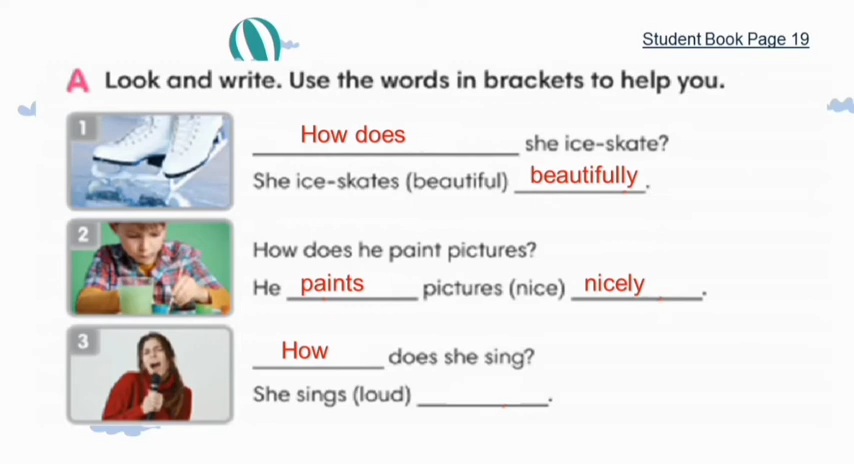 Student Book Page 19
A Look and write. Use the words in brackets to help you.
1
How does she ice-skate?
She ice-skates (beautiful) beautifully.
2
How does he paint pictures?
He paints pictures (nice) nicely.
3
How does she sing?
She sings (loud) ________.